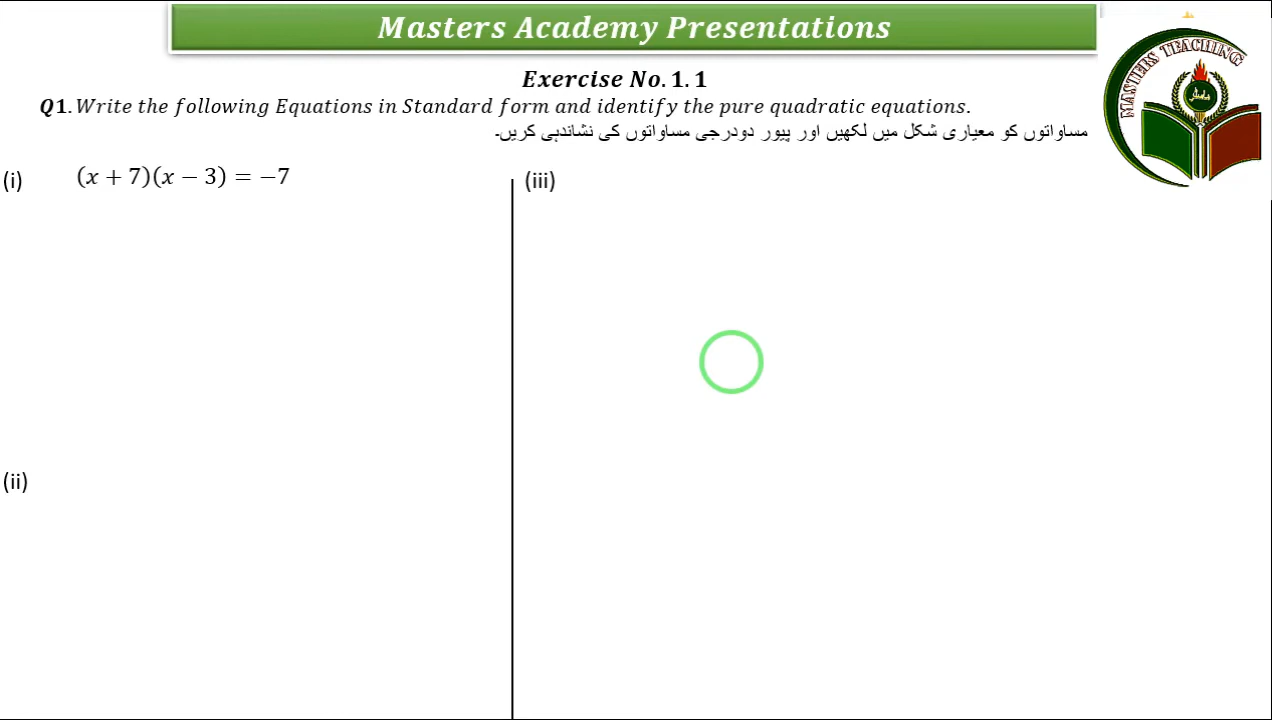 Masters Academy Presentations
MASTERS TEACHING
Exercise No. 1. 1
Q1. Write the following Equations in Standard form and identify the pure quadratic equations.
مساواتوں کو معیاری شکل میں لکھیں اور پیور دودرجی مساواتوں کی نشاندہی کریں۔
(i) (x + 7)(x − 3) = −7
(ii)
(iii)